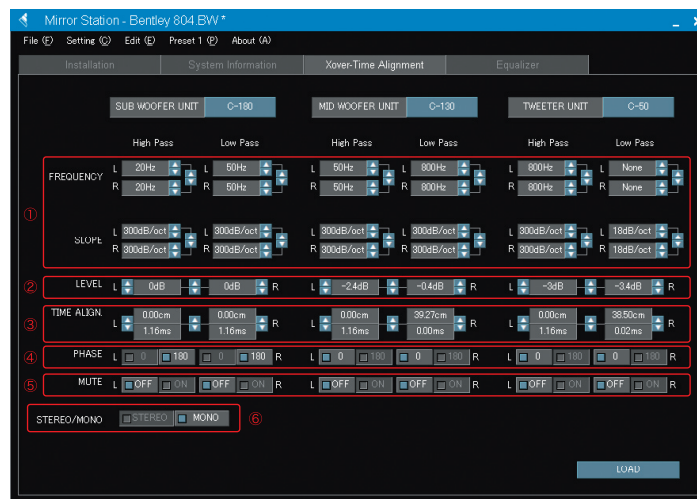 Mirror Station - Bentley 804.BW *
File (F) Setting (C) Edit (E) Preset 1 (P) About (A)
Installation System Information Xover-Time Alignment Equalizer
SUB WOOFER UNIT C-180 MID WOOFER UNIT C-130 TWEETER UNIT C-50
High Pass Low Pass High Pass Low Pass High Pass Low Pass
① FREQUENCY L 20Hz L 50Hz L 50Hz L 800Hz L 800Hz L None
R 20Hz R 50Hz R 50Hz R 800Hz R 800Hz R None
SLOPE L 300dB/oct L 300dB/oct L 300dB/oct L 300dB/oct L 300dB/oct L 18dB/oct
R 300dB/oct R 300dB/oct R 300dB/oct R 300dB/oct R 300dB/oct R 18dB/oct
② LEVEL L 0dB 0dB R L -2.4dB -0.4dB R L -3dB -3.4dB R
③ TIME ALIGN. L 0.00cm 0.00cm R L 0.00cm 39.27cm R L 0.00cm 38.50cm R
1.16ms 1.16ms 1.16ms 0.00ms 1.16ms 0.02ms
④ PHASE L 0 180 0 180 R L 0 180 0 180 R L 0 180 0 180 R
⑤ MUTE L OFF ON OFF ON R L OFF ON OFF ON R L OFF ON OFF ON R
STEREO/MONO STEREO MONO ⑥
LOAD